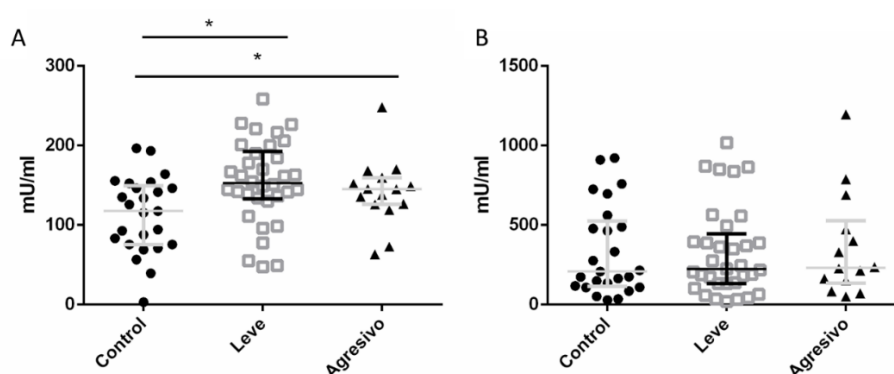 A
*
*
mU/ml
300
200
100
0
Control
Leve
Agresivo
B
mU/ml
1500
1000
500
0
Control
Leve
Agresivo